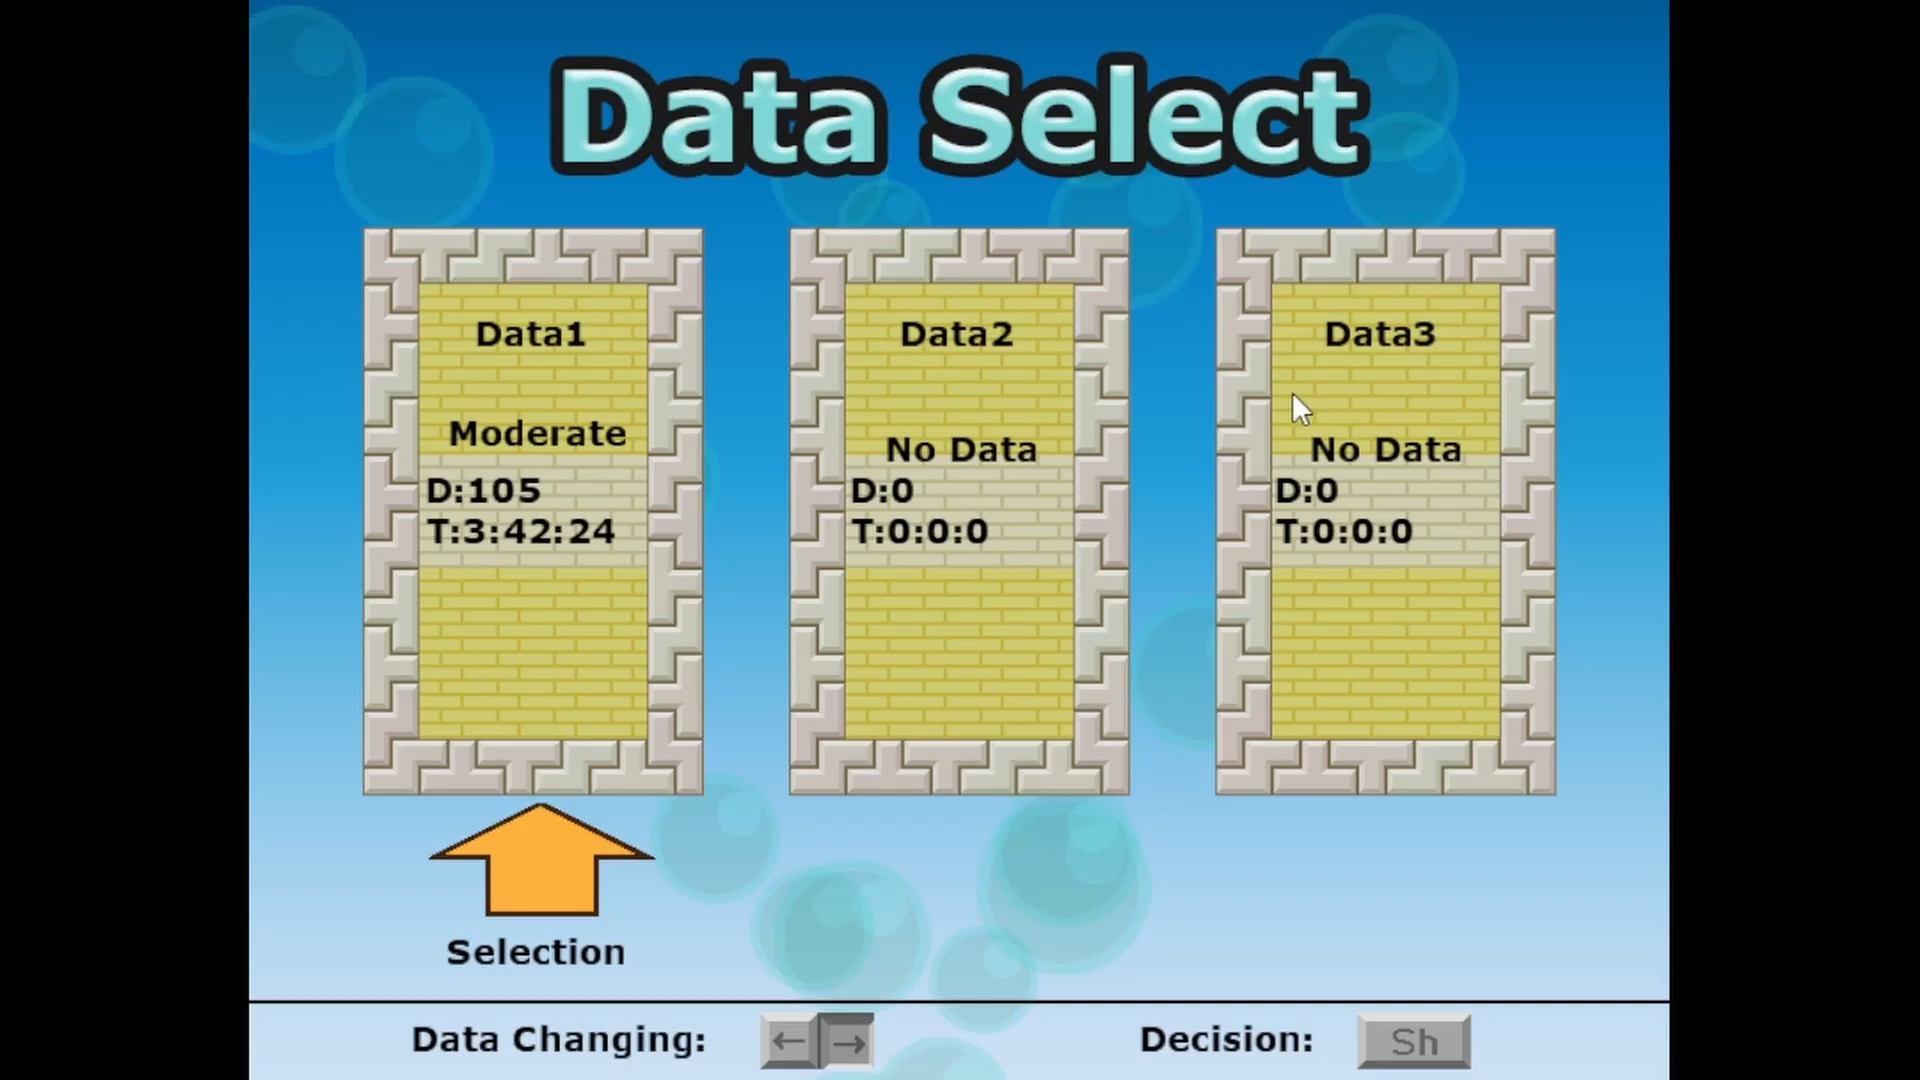 Data Select
Data1
Moderate
D:105
T:3:42:24
Data2
No Data
D:0
T:0:0:0
Data3
No Data
D:0
T:0:0:0
Selection
Data Changing: ← →
Decision: Sh